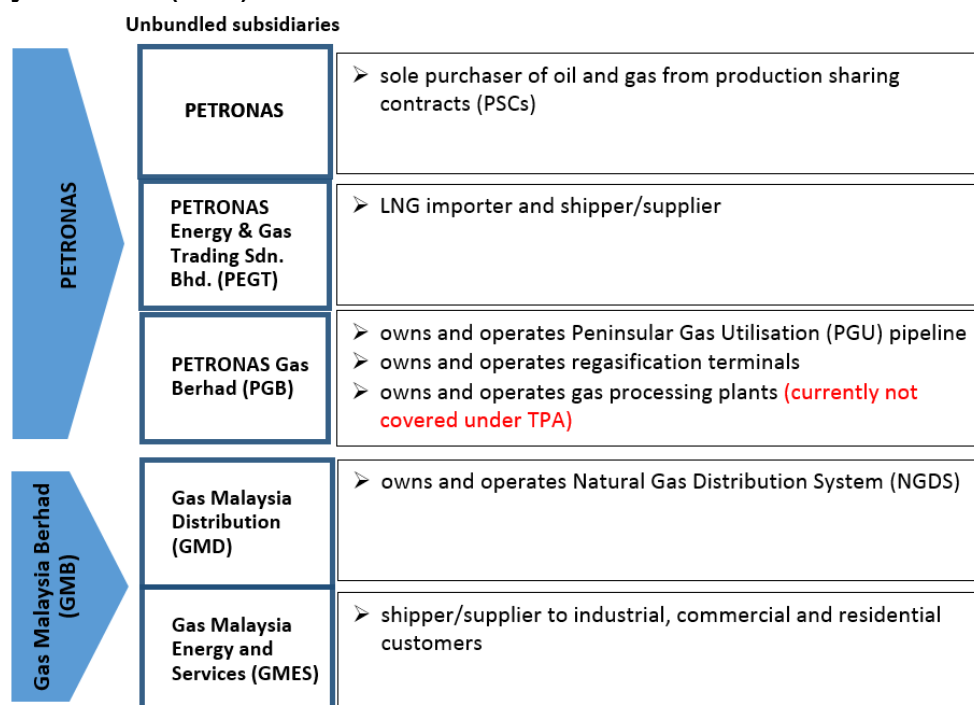 Unbundled subsidiaries
PETRONAS
PETRONAS
➢ sole purchaser of oil and gas from production sharing
contracts (PSCs)
PETRONAS
Energy & Gas
Trading Sdn.
Bhd. (PEGT)
➢ LNG importer and shipper/supplier
PETRONAS Gas
Berhad (PGB)
➢ owns and operates Peninsular Gas Utilisation (PGU) pipeline
➢ owns and operates regasification terminals
➢ owns and operates gas processing plants (currently not
covered under TPA)
Gas Malaysia Berhad
(GMB)
Gas Malaysia
Distribution
(GMD)
➢ owns and operates Natural Gas Distribution System (NGDS)
Gas Malaysia
Energy and
Services (GMES)
➢ shipper/supplier to industrial, commercial and residential
customers